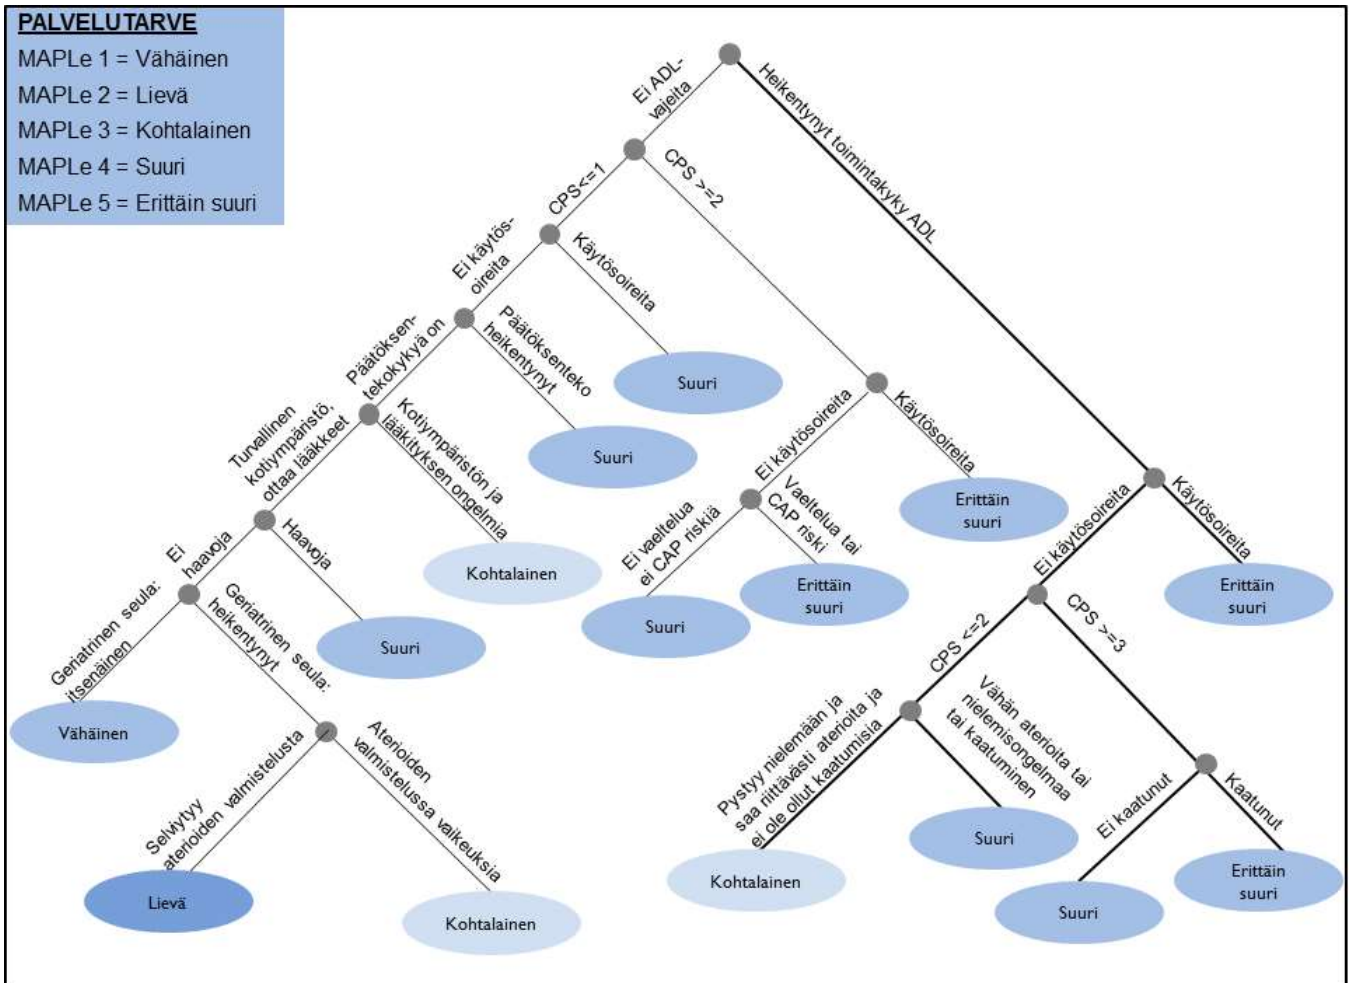 PALVELUTARVE
MAPLe 1 = Vähäinen
MAPLe 2 = Lievä
MAPLe 3 = Kohtalainen
MAPLe 4 = Suuri
MAPLe 5 = Erittäin suuri
Ei ADL-
vajeita
Heikentynyt toimintakyky ADL
CPS<=1
CPS >=2
Ei käytös-
oireita
Käytösoireita
Suuri
Päätöksen-
tekokykyä on
Päätöksenteko
heikentynyt
Suuri
Ei käytösoireita
Käytösoireita
Erittäin
suuri
Turvallinen
kotiympäristö,
ottaa lääkkeet
Kotiympäristön ja
lääkityksen ongelmia
Kohtalainen
Ei vaeltelua
ei CAP riskiä
Suuri
Vaeltelua tai
CAP riski
Erittäin
suuri
Ei käytösoireita
Käytösoireita
Erittäin
suuri
Ei
haavoja
Haavoja
Suuri
CPS <=2
CPS >=3
Geriatrinen seula:
itsenäinen
Vähäinen
Geriatrinen seula:
heikentynyt
Pystyy nielemään ja
saa riittävästi aterioita ja
ei ole ollut kaatumisia
Kohtalainen
Vähän aterioita tai
nielemisongelmaa
tai kaatuminen
Suuri
Ei kaatunut
Suuri
Kaatunut
Erittäin
suuri
Selviytyy
aterioiden valmistelusta
Lievä
Aterioiden
valmistelussa vaikeuksia
Kohtalainen